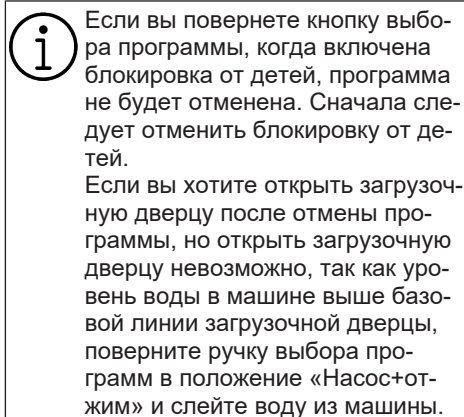 Если вы повернете кнопку выбо-
ра программы, когда включена
блокировка от детей, программа
не будет отменена. Сначала сле-
дует отменить блокировку от де-
тей.
Если вы хотите открыть загрузоч-
ную дверцу после отмены про-
граммы, но открыть загрузочную
дверцу невозможно, так как уро-
вень воды в машине выше базо-
вой линии загрузочной дверцы,
поверните ручку выбора про-
грамм в положение «Насос+от-
жим» и слейте воду из машины.